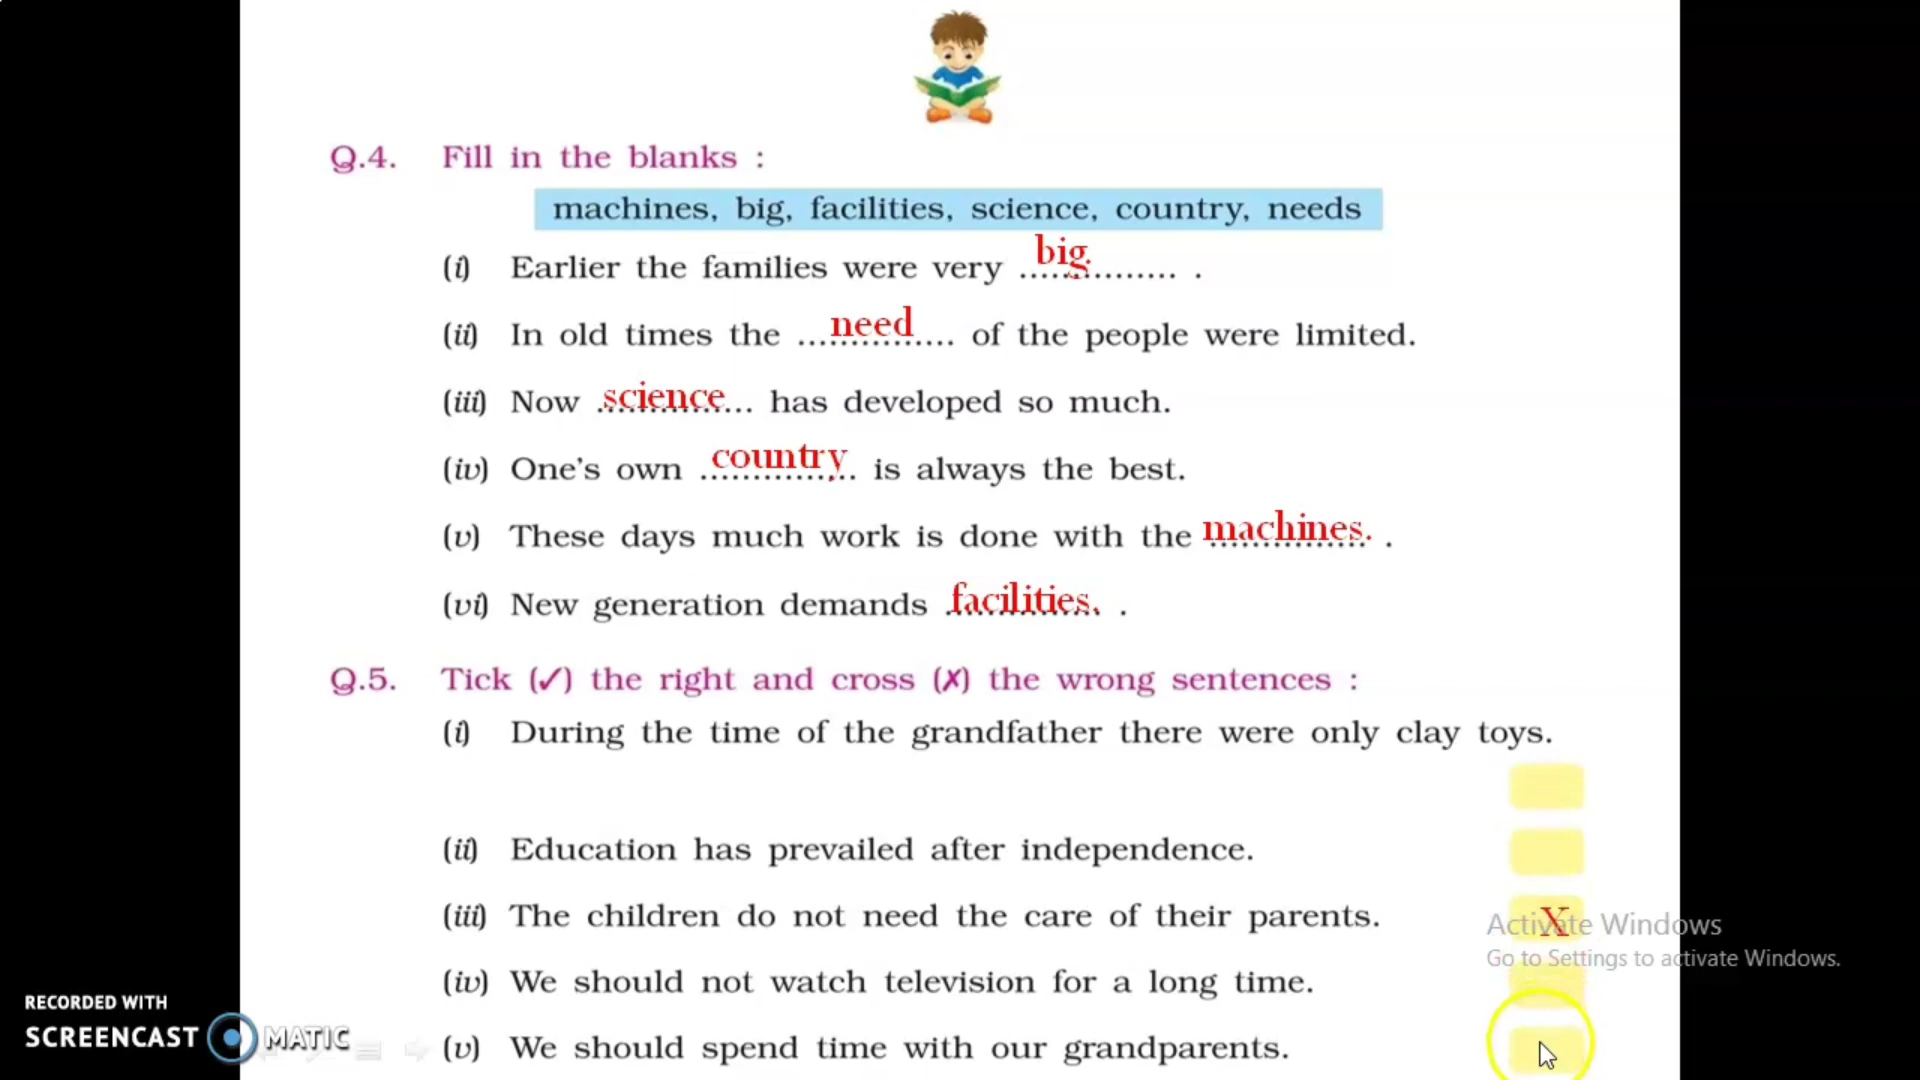 Q.4. Fill in the blanks :
machines, big, facilities, science, country, needs
(i) Earlier the families were very big. ............... .
(ii) In old times the need ............... of the people were limited.
(iii) Now science ............... has developed so much.
(iv) One's own country ............... is always the best.
(v) These days much work is done with the machines. ............... .
(vi) New generation demands facilities. ............... .
Q.5. Tick (✓) the right and cross (✗) the wrong sentences :
(i) During the time of the grandfather there were only clay toys.
(ii) Education has prevailed after independence.
(iii) The children do not need the care of their parents. X
Activate Windows
Go to Settings to activate Windows.
(iv) We should not watch television for a long time.
(v) We should spend time with our grandparents.
RECORDED WITH
SCREENCAST MATIC